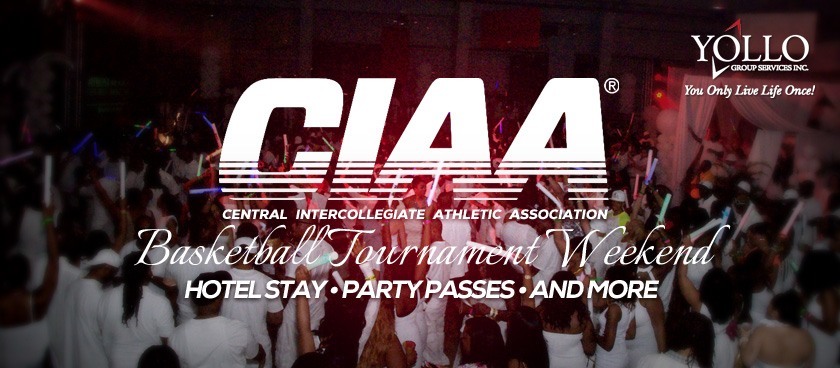 YOLLO
GROUP SERVICES INC.
You Only Live Life Once!
CIAA®
CENTRAL INTERCOLLEGIATE ATHLETIC ASSOCIATION
Basketball Tournament Weekend
HOTEL STAY • PARTY PASSES • AND MORE